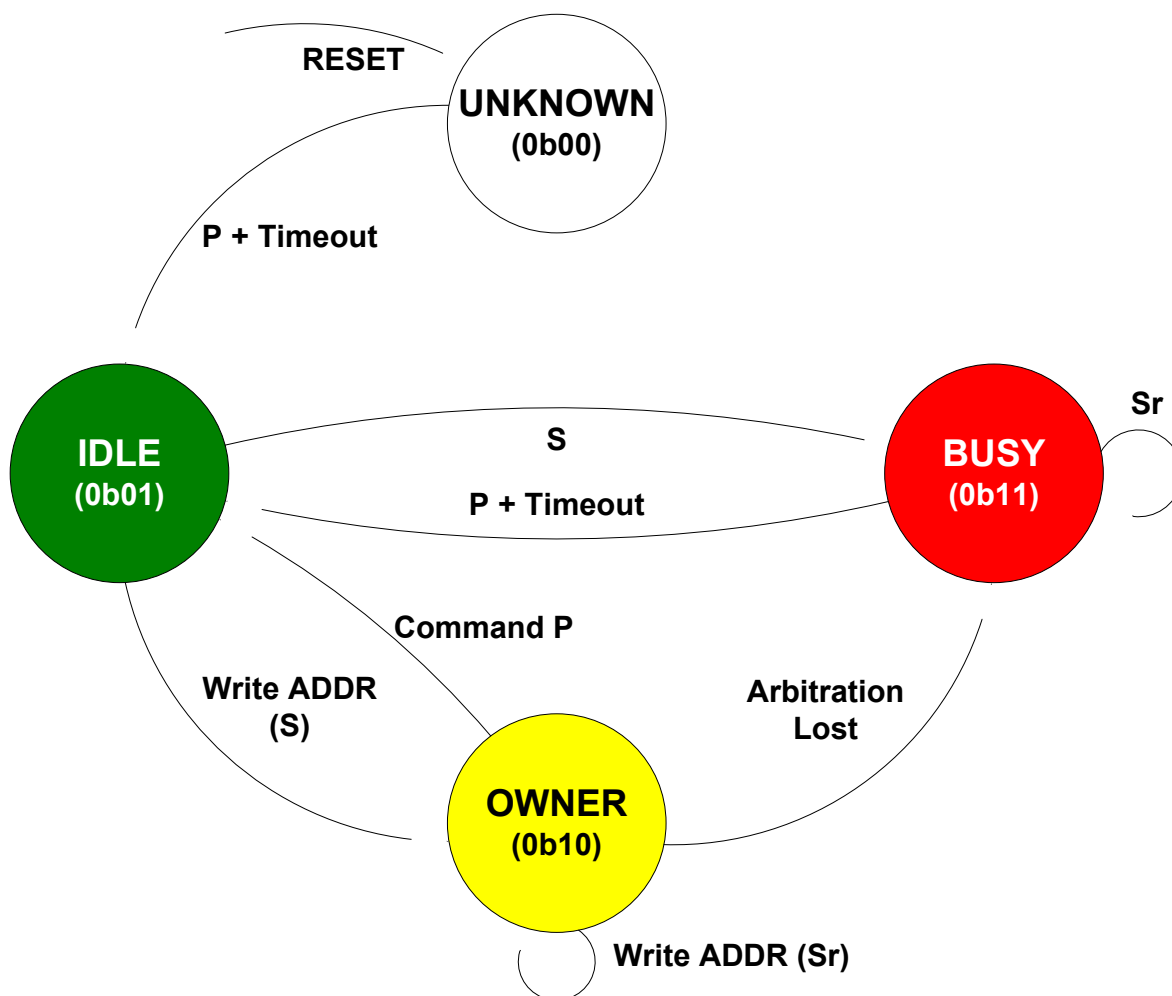 RESET
UNKNOWN
(0b00)
P + Timeout
IDLE
(0b01)
S
P + Timeout
BUSY
(0b11)
Sr
Command P
Write ADDR
(S)
Arbitration
Lost
OWNER
(0b10)
Write ADDR (Sr)